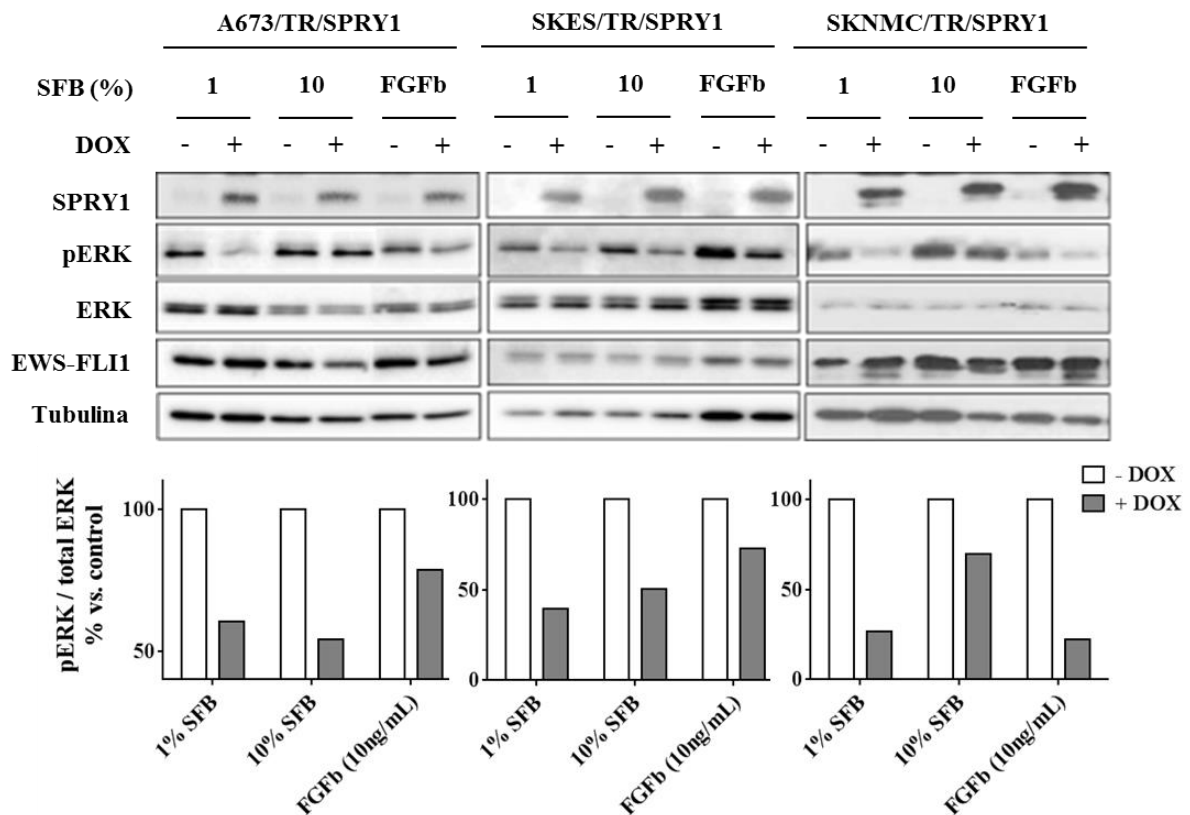 A673/TR/SPRY1 SKES/TR/SPRY1 SKNMC/TR/SPRY1
SFB (%) 1 10 FGFb 1 10 FGFb 1 10 FGFb
DOX - + - + - + - + - + - + - + - + - +
SPRY1
pERK
ERK
EWS-FLI1
Tubulina
pERK / total ERK
% vs. control
100
50
100
50
0
100
50
0
- DOX
+ DOX
1% SFB
10% SFB
FGFb (10ng/mL)
1% SFB
10% SFB
FGFb (10ng/mL)
1% SFB
10% SFB
FGFb (10ng/mL)